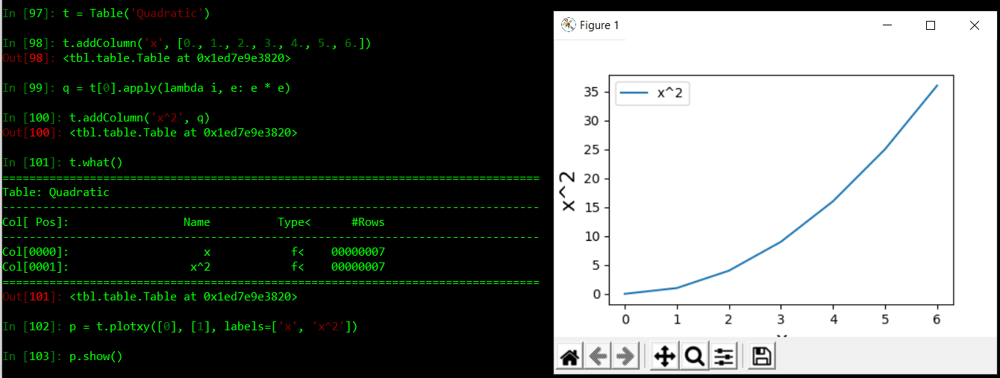 In [97]: t = Table('Quadratic')
In [98]: t.addColumn('x', [0., 1., 2., 3., 4., 5., 6.])
Out[98]: <tbl.table.Table at 0x1ed7e9e3820>
In [99]: q = t[0].apply(lambda i, e: e * e)
In [100]: t.addColumn('x^2', q)
Out[100]: <tbl.table.Table at 0x1ed7e9e3820>
In [101]: t.what()
================================================================================
Table: Quadratic
--------------------------------------------------------------------------------
Col[ Pos]:                 Name          Type<      #Rows
--------------------------------------------------------------------------------
Col[0000]:                    x            f<    00000007
Col[0001]:                  x^2            f<    00000007
================================================================================
Out[101]: <tbl.table.Table at 0x1ed7e9e3820>
In [102]: p = t.plotxy([0], [1], labels=['x', 'x^2'])
In [103]: p.show()
Figure 1
x^2
35
30
25
20
15
10
5
0
x^2
0 1 2 3 4 5 6